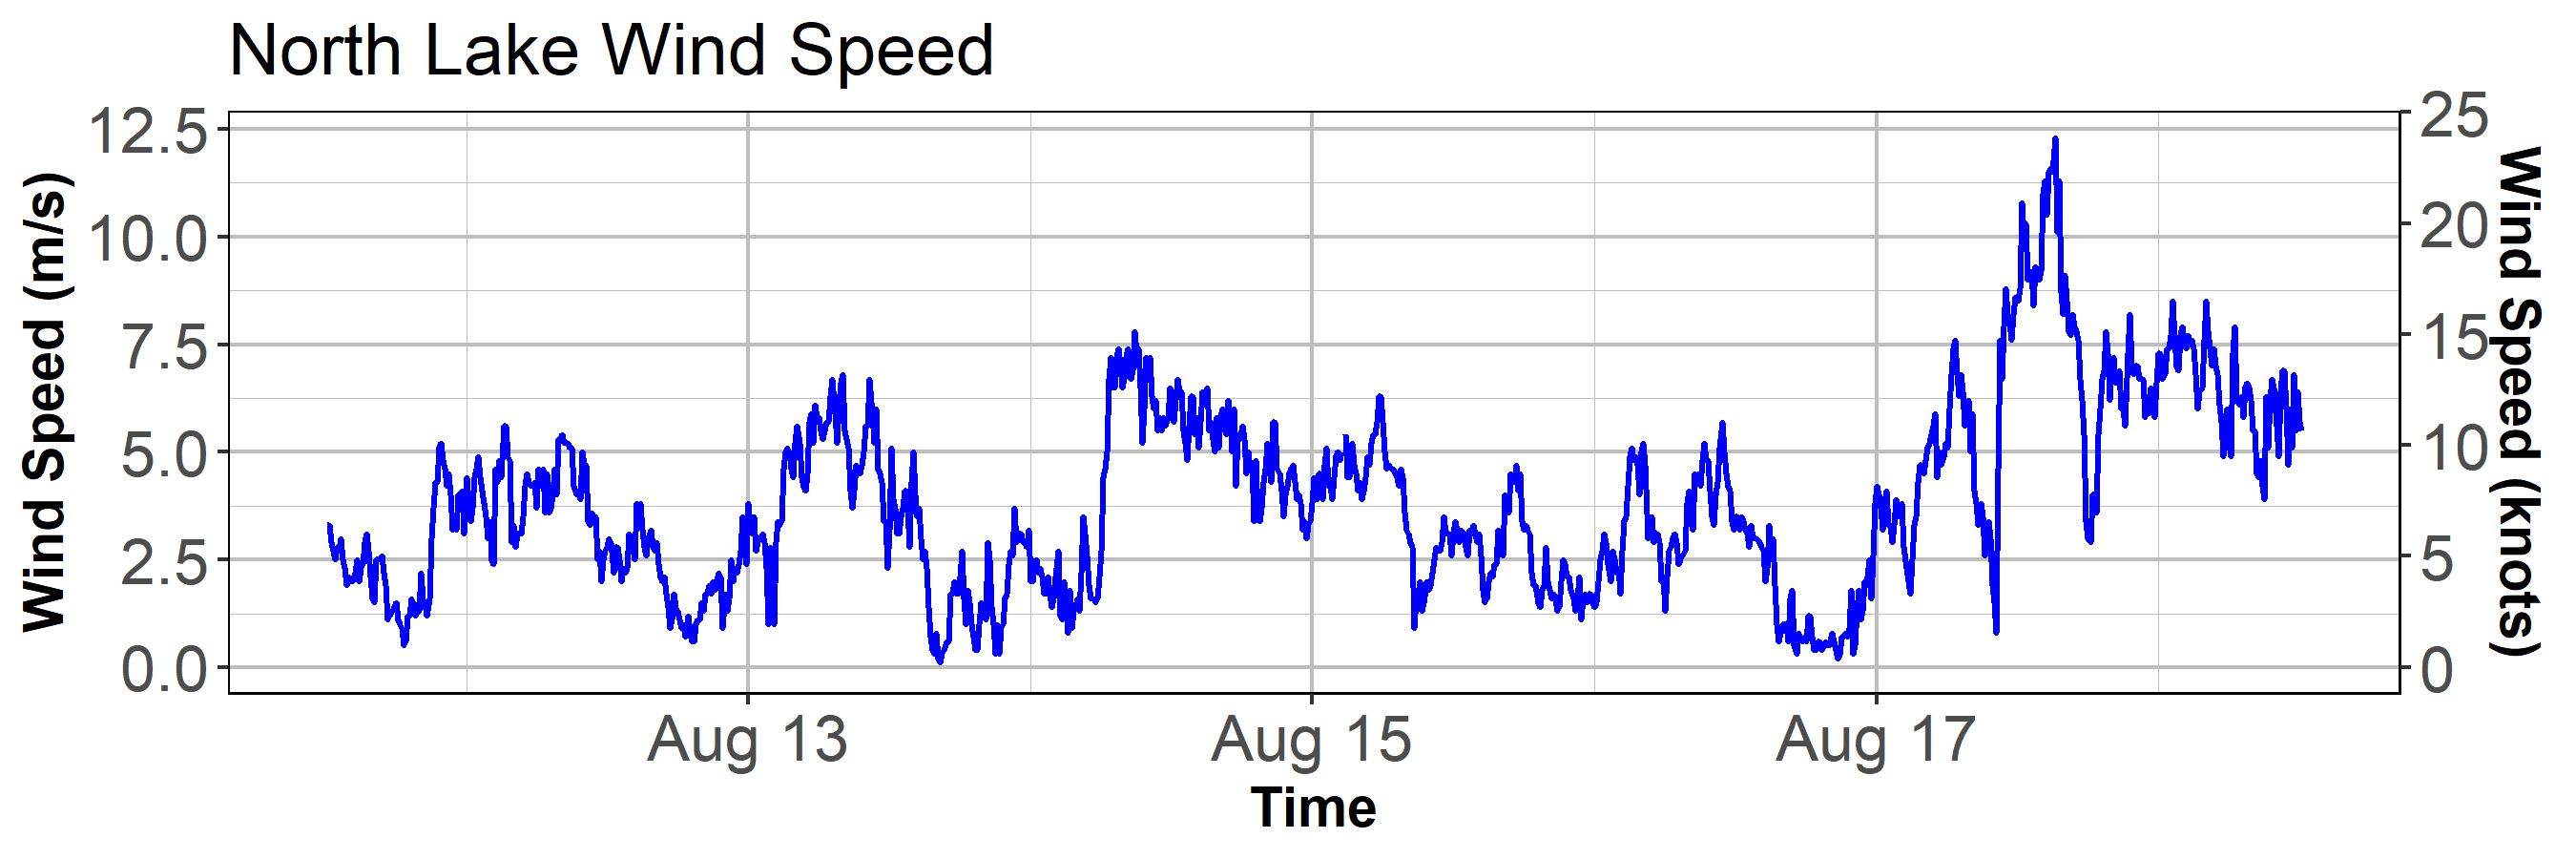 North Lake Wind Speed
Wind Speed (m/s)
12.5
10.0
7.5
5.0
2.5
0.0
25
20
15
10
5
0
Wind Speed (knots)
Aug 13
Aug 15
Aug 17
Time